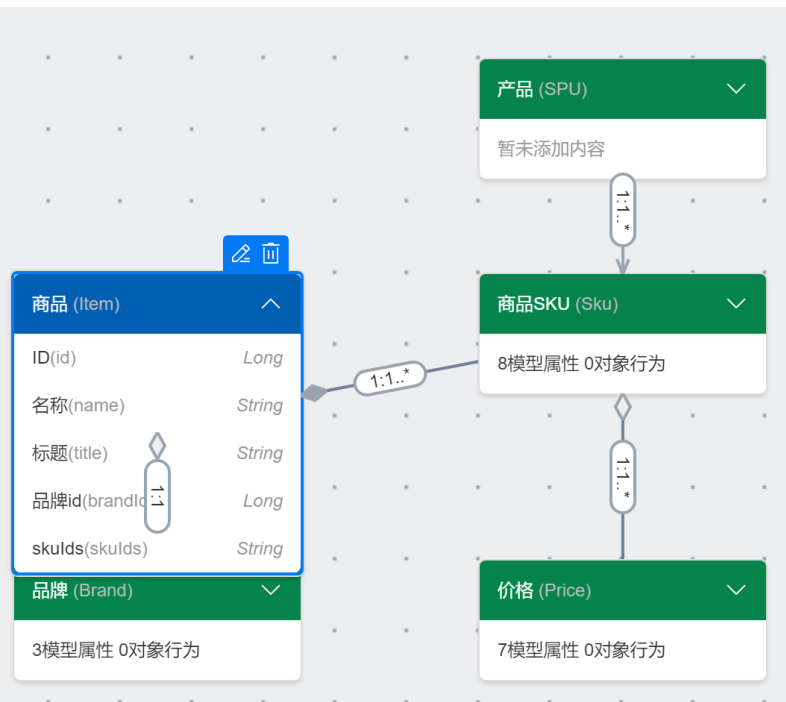 产品 (SPU)
暂未添加内容
1:1..*
商品 (Item)
ID(id) Long
名称(name) String
标题(title) String
品牌id(brandId Long
skuIds(skuIds) String
1:1
1:1..*
商品SKU (Sku)
8模型属性 0对象行为
1:1..*
品牌 (Brand)
3模型属性 0对象行为
价格 (Price)
7模型属性 0对象行为